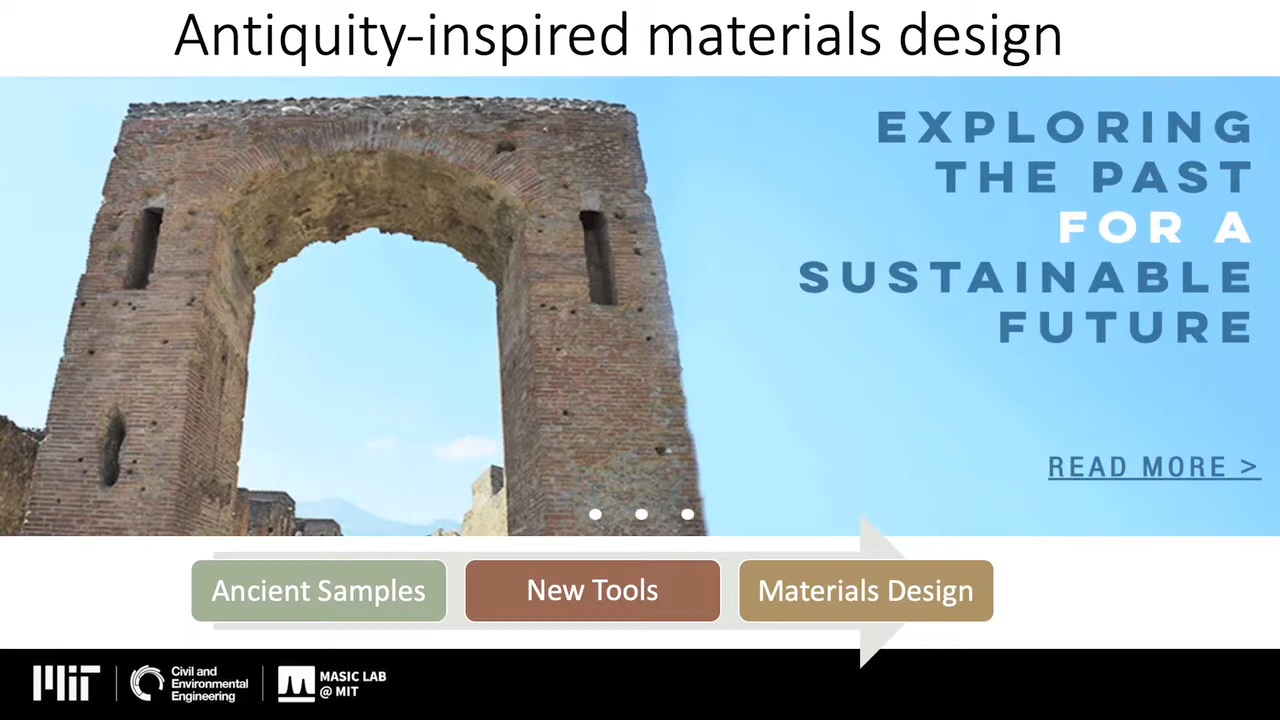 Antiquity-inspired materials design
EXPLORING
THE PAST
FOR A
SUSTAINABLE
FUTURE
READ MORE >
Ancient Samples
New Tools
Materials Design
MIT
Civil and
Environmental
Engineering
MASIC LAB
@ MIT